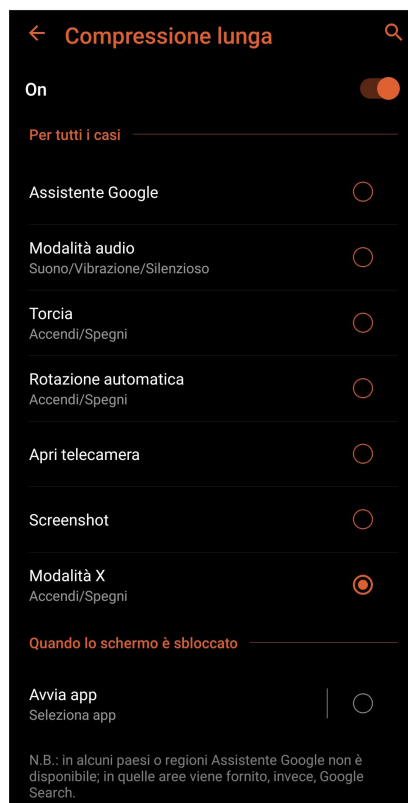 Compressione lunga
On
Per tutti i casi
Assistente Google
Modalità audio
Suono/Vibrazione/Silenzioso
Torcia
Accendi/Spegni
Rotazione automatica
Accendi/Spegni
Apri telecamera
Screenshot
Modalità X
Accendi/Spegni
Quando lo schermo è sbloccato
Avvia app
Seleziona app
N.B.: in alcuni paesi o regioni Assistente Google non è
disponibile; in quelle aree viene fornito, invece, Google
Search.